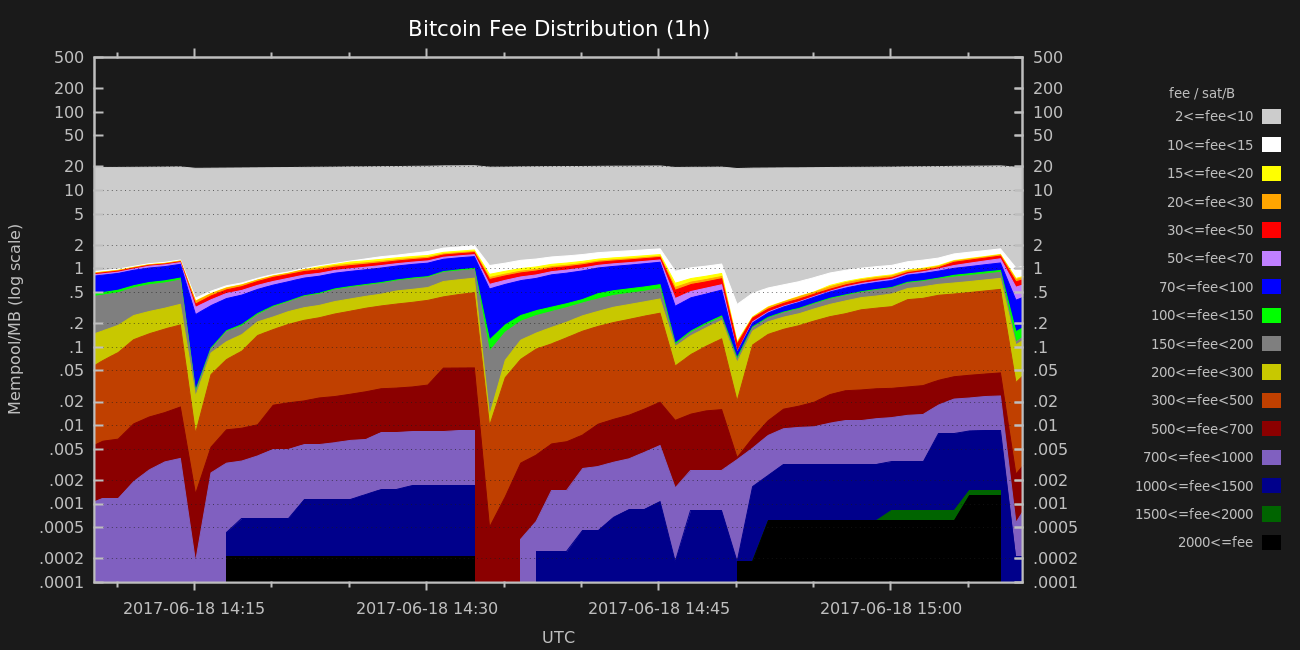 Bitcoin Fee Distribution (1h)
500
200
100
50
20
10
5
2
1
.5
.2
.1
.05
.02
.01
.005
.002
.001
.0005
.0002
.0001
Mempool/MB (log scale)
500
200
100
50
20
10
5
2
1
.5
.2
.1
.05
.02
.01
.005
.002
.001
.0005
.0002
.0001
fee / sat/B
2<=fee<10
10<=fee<15
15<=fee<20
20<=fee<30
30<=fee<50
50<=fee<70
70<=fee<100
100<=fee<150
150<=fee<200
200<=fee<300
300<=fee<500
500<=fee<700
700<=fee<1000
1000<=fee<1500
1500<=fee<2000
2000<=fee
2017-06-18 14:15
2017-06-18 14:30
2017-06-18 14:45
2017-06-18 15:00
UTC